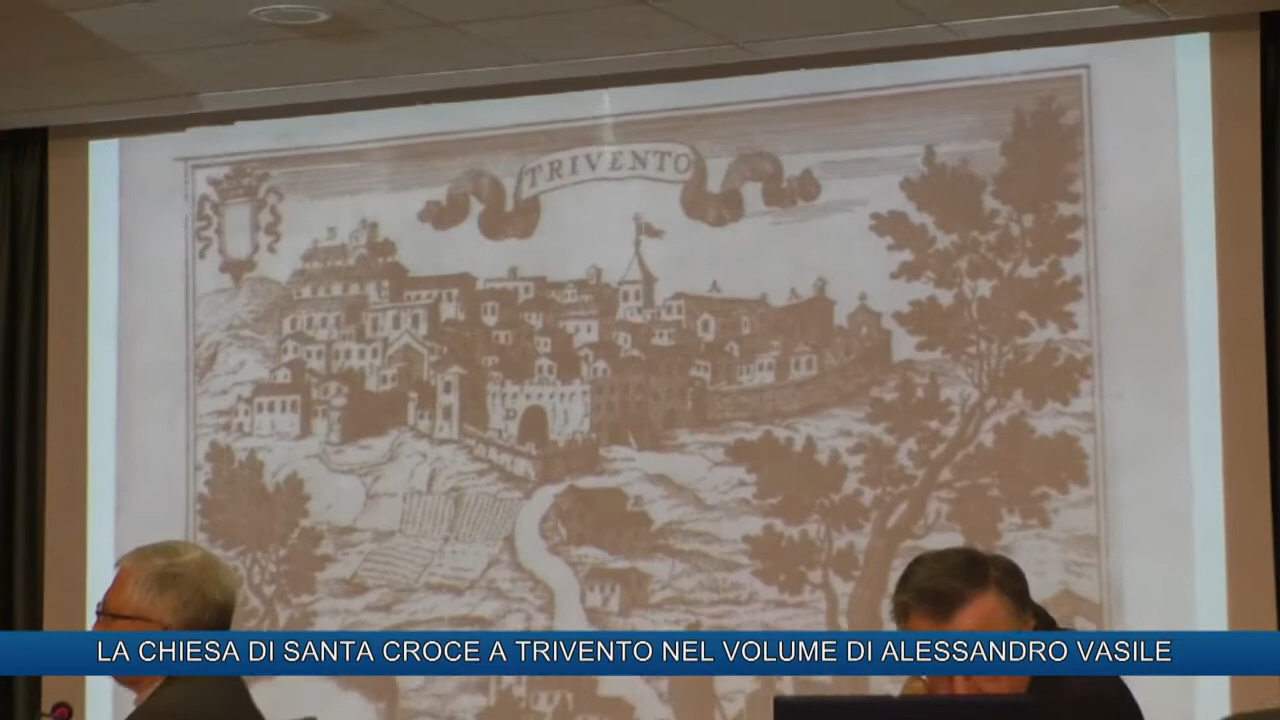 TRIVENTO
LA CHIESA DI SANTA CROCE A TRIVENTO NEL VOLUME DI ALESSANDRO VASILE